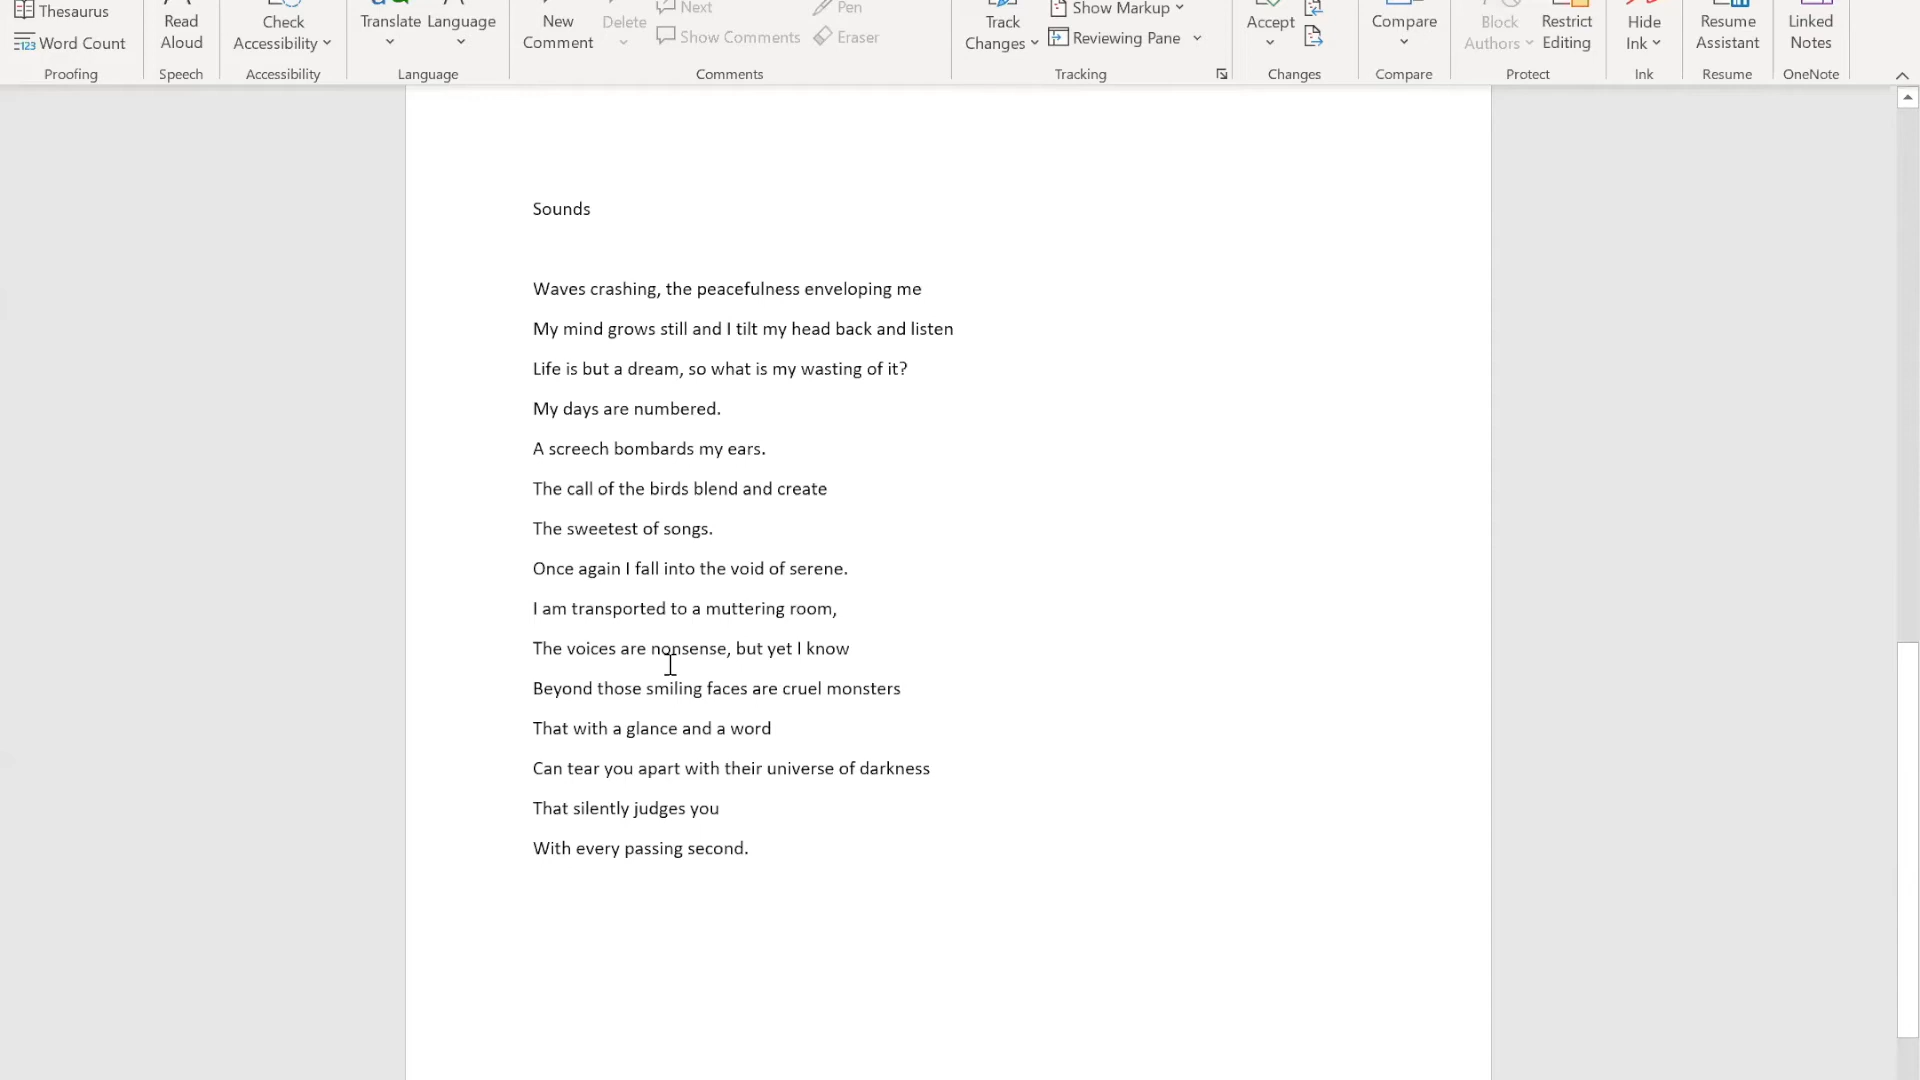 Thesaurus
Word Count
Proofing
Read
Aloud
Speech
Check
Accessibility
Accessibility
Translate
Language
Language
New
Comment
Delete
Next
Show Comments
Pen
Eraser
Comments
Track
Changes
Show Markup
Reviewing Pane
Tracking
Accept
Changes
Compare
Compare
Block
Authors
Restrict
Editing
Protect
Hide
Ink
Ink
Resume
Assistant
Resume
Linked
Notes
OneNote
Sounds
Waves crashing, the peacefulness enveloping me
My mind grows still and I tilt my head back and listen
Life is but a dream, so what is my wasting of it?
My days are numbered.
A screech bombards my ears.
The call of the birds blend and create
The sweetest of songs.
Once again I fall into the void of serene.
I am transported to a muttering room,
The voices are nonsense, but yet I know
Beyond those smiling faces are cruel monsters
That with a glance and a word
Can tear you apart with their universe of darkness
That silently judges you
With every passing second.